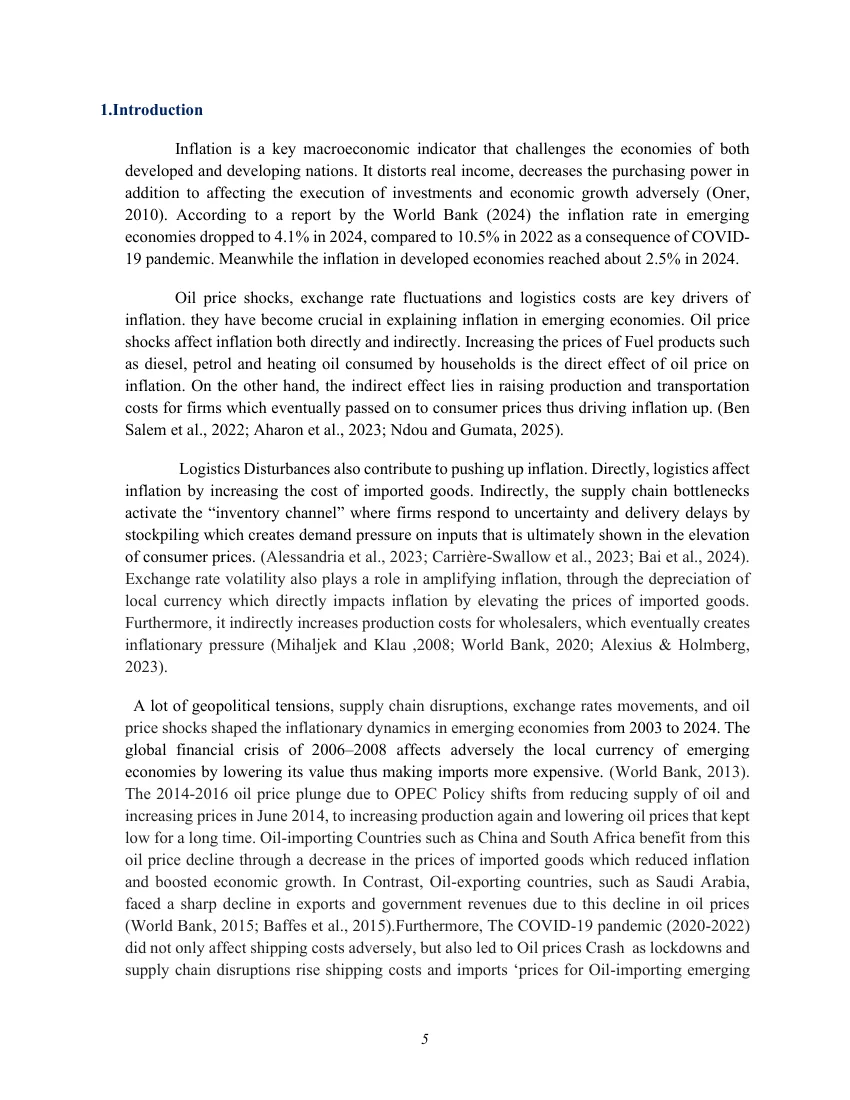 1.Introduction
Inflation is a key macroeconomic indicator that challenges the economies of both
developed and developing nations. It distorts real income, decreases the purchasing power in
addition to affecting the execution of investments and economic growth adversely (Oner,
2010). According to a report by the World Bank (2024) the inflation rate in emerging
economies dropped to 4.1% in 2024, compared to 10.5% in 2022 as a consequence of COVID-
19 pandemic. Meanwhile the inflation in developed economies reached about 2.5% in 2024.
Oil price shocks, exchange rate fluctuations and logistics costs are key drivers of
inflation. they have become crucial in explaining inflation in emerging economies. Oil price
shocks affect inflation both directly and indirectly. Increasing the prices of Fuel products such
as diesel, petrol and heating oil consumed by households is the direct effect of oil price on
inflation. On the other hand, the indirect effect lies in raising production and transportation
costs for firms which eventually passed on to consumer prices thus driving inflation up. (Ben
Salem et al., 2022; Aharon et al., 2023; Ndou and Gumata, 2025).
Logistics Disturbances also contribute to pushing up inflation. Directly, logistics affect
inflation by increasing the cost of imported goods. Indirectly, the supply chain bottlenecks
activate the “inventory channel” where firms respond to uncertainty and delivery delays by
stockpiling which creates demand pressure on inputs that is ultimately shown in the elevation
of consumer prices. (Alessandria et al., 2023; Carrière-Swallow et al., 2023; Bai et al., 2024).
Exchange rate volatility also plays a role in amplifying inflation, through the depreciation of
local currency which directly impacts inflation by elevating the prices of imported goods.
Furthermore, it indirectly increases production costs for wholesalers, which eventually creates
inflationary pressure (Mihaljek and Klau ,2008; World Bank, 2020; Alexius & Holmberg,
2023).
A lot of geopolitical tensions, supply chain disruptions, exchange rates movements, and oil
price shocks shaped the inflationary dynamics in emerging economies from 2003 to 2024. The
global financial crisis of 2006–2008 affects adversely the local currency of emerging
economies by lowering its value thus making imports more expensive. (World Bank, 2013).
The 2014-2016 oil price plunge due to OPEC Policy shifts from reducing supply of oil and
increasing prices in June 2014, to increasing production again and lowering oil prices that kept
low for a long time. Oil-importing Countries such as China and South Africa benefit from this
oil price decline through a decrease in the prices of imported goods which reduced inflation
and boosted economic growth. In Contrast, Oil-exporting countries, such as Saudi Arabia,
faced a sharp decline in exports and government revenues due to this decline in oil prices
(World Bank, 2015; Baffes et al., 2015).Furthermore, The COVID-19 pandemic (2020-2022)
did not only affect shipping costs adversely, but also led to Oil prices Crash as lockdowns and
supply chain disruptions rise shipping costs and imports ‘prices for Oil-importing emerging
5